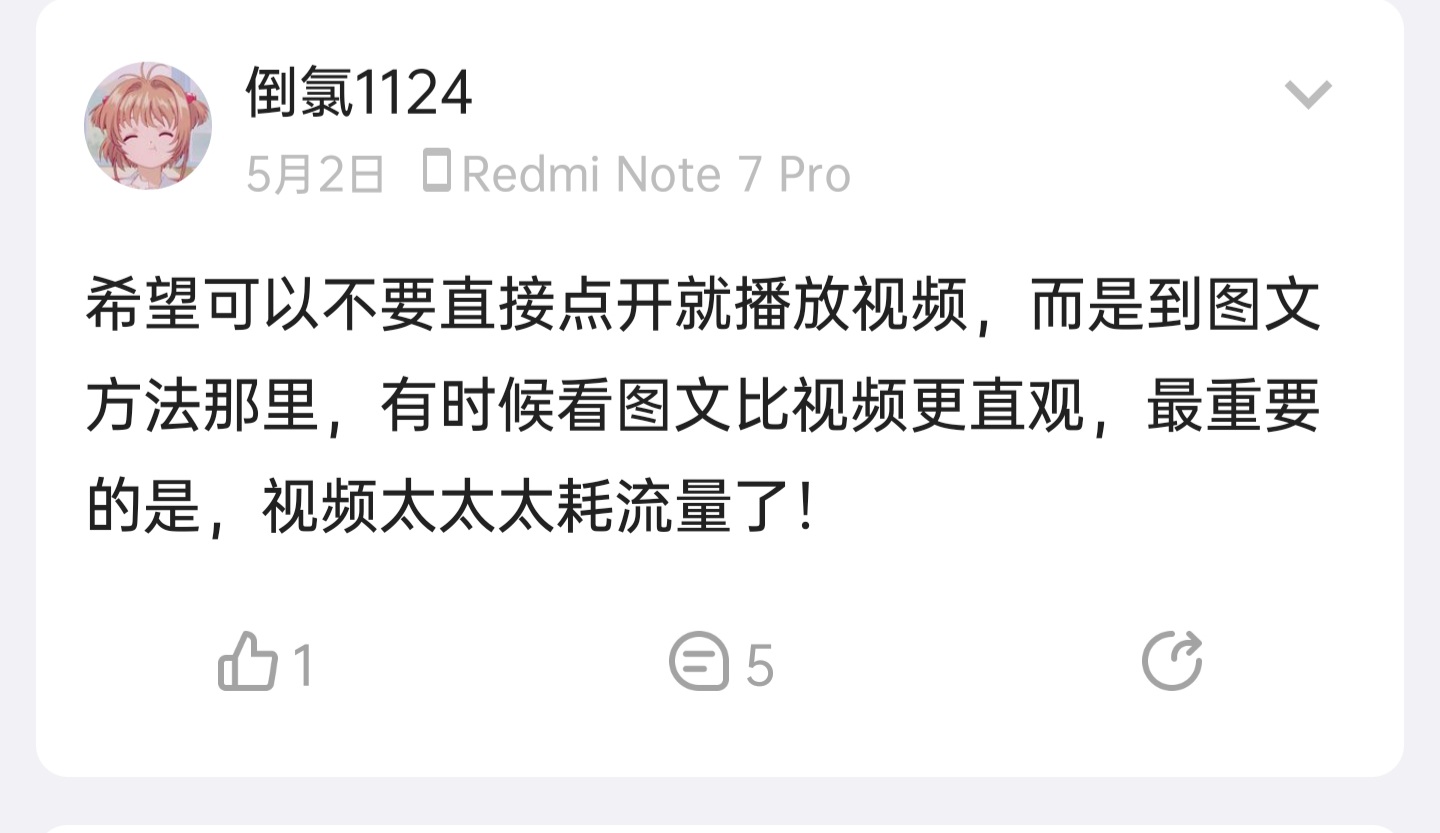 倒氯1124
5月2日 Redmi Note 7 Pro
希望可以不要直接点开就播放视频，而是到图文
方法那里，有时候看图文比视频更直观，最重要
的是，视频太太太耗流量了！
1 5